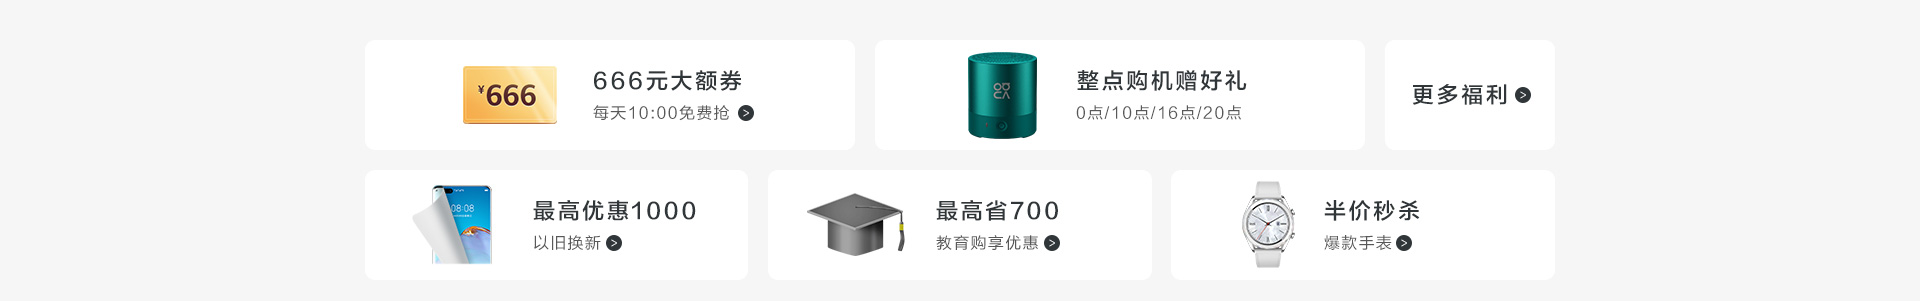 ¥666
666元大额券
每天10:00免费抢 >
整点购机赠好礼
0点/10点/16点/20点
更多福利 >
08:08
最高优惠1000
以旧换新 >
最高省700
教育购享优惠 >
半价秒杀
爆款手表 >